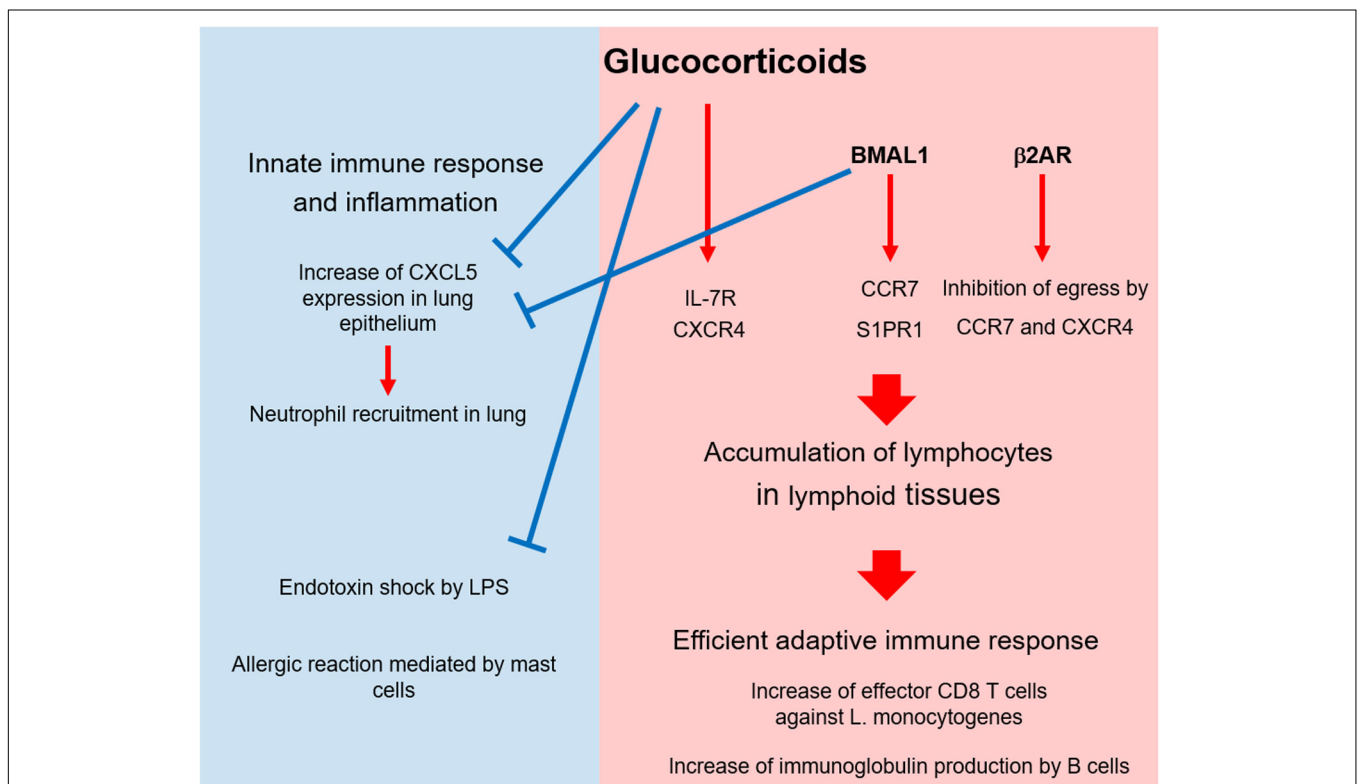 Glucocorticoids
Innate immune response
and inflammation
Increase of CXCL5
expression in lung
epithelium
Neutrophil recruitment in lung
Endotoxin shock by LPS
Allergic reaction mediated by mast
cells
BMAL1
β2AR
IL-7R
CXCR4
CCR7
S1PR1
Inhibition of egress by
CCR7 and CXCR4
Accumulation of lymphocytes
in lymphoid tissues
Efficient adaptive immune response
Increase of effector CD8 T cells
against L. monocytogenes
Increase of immunoglobulin production by B cells